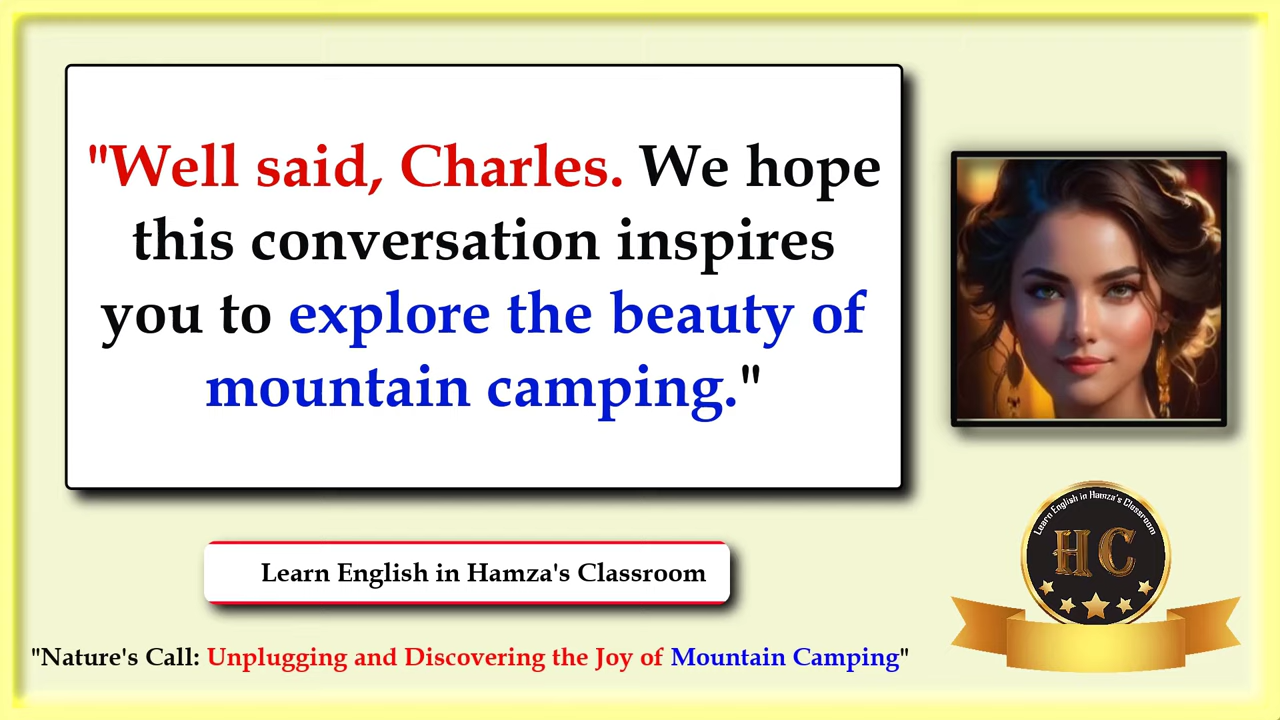 "Well said, Charles. We hope
this conversation inspires
you to explore the beauty of
mountain camping."
Learn English in Hamza's Classroom
HC
Learn English in Hamza's Classroom
"Nature's Call: Unplugging and Discovering the Joy of Mountain Camping"